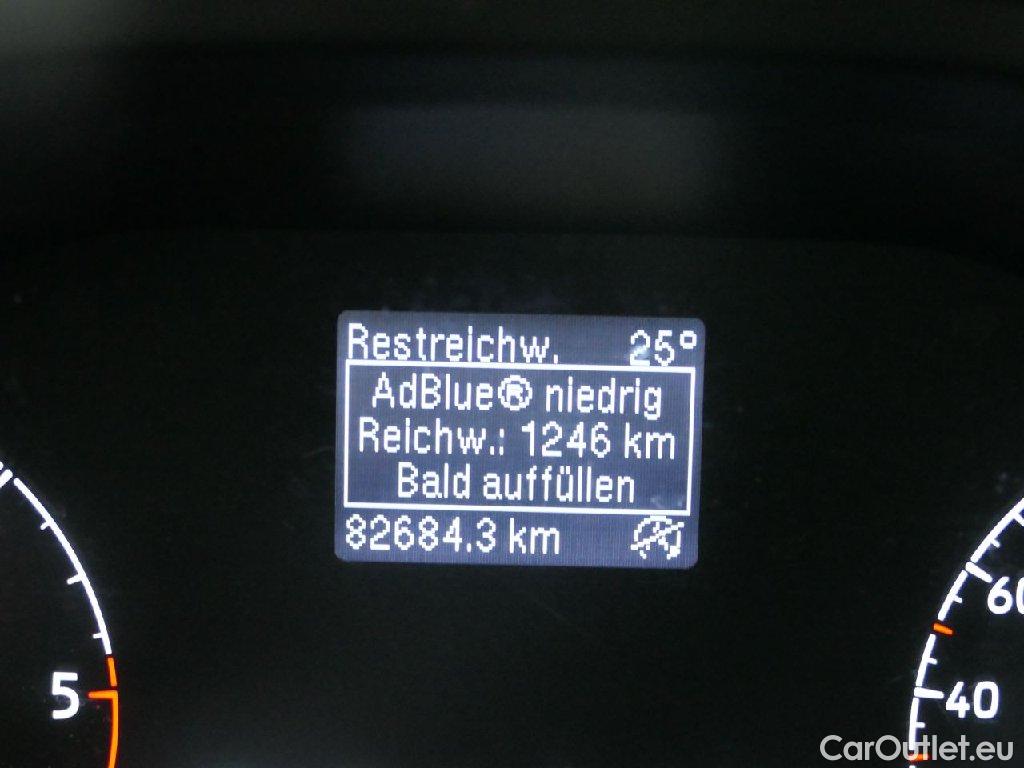 Restreichw. 25°
AdBlue® niedrig
Reichw.: 1246 km
Bald auffüllen
82684.3 km
5
60
40
CarOutlet.eu